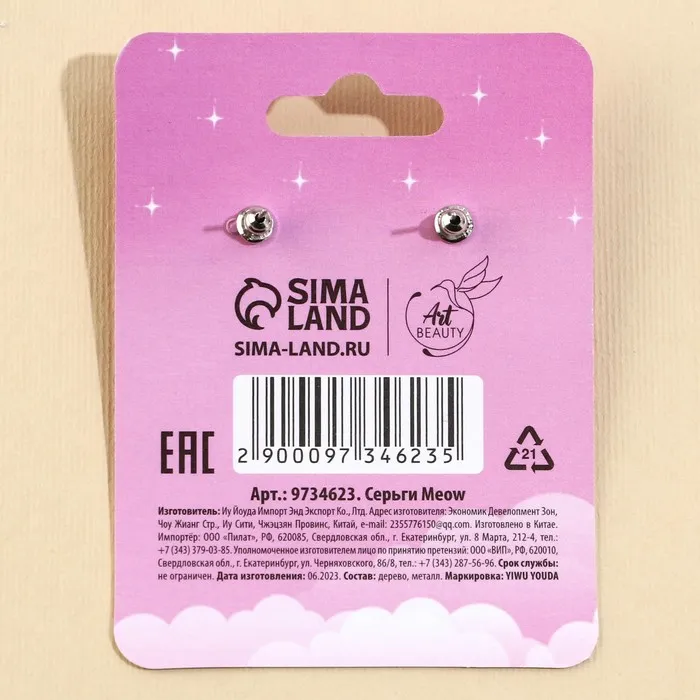 SIMA
LAND
SIMA-LAND.RU
Art
BEAUTY
EAC
2 900097 346235
21
Арт.: 9734623. Серьги Meow
Изготовитель: Иу Йоуда Импорт Энд Экспорт Ко., Лтд. Адрес изготовителя: Экономик Девелопмент Зон,
Чоу Жианг Стр., Иу Сити, Чжэцзян Провинс, Китай, e-mail: 2355776150@qq.com. Изготовлено в Китае.
Импортёр: ООО «Пилат», РФ, 620085, Свердловская обл., г. Екатеринбург, ул. 8 Марта, 212-4, тел.:
+7 (343) 379-03-85. Уполномоченное изготовителем лицо по принятию претензий: ООО «ВИП», РФ, 620010,
Свердловская обл., г. Екатеринбург, ул. Черняховского, 86/8, тел.: +7 (343) 287-56-96. Срок службы:
не ограничен. Дата изготовления: 06.2023. Состав: дерево, металл. Маркировка: YIWU YOUDA